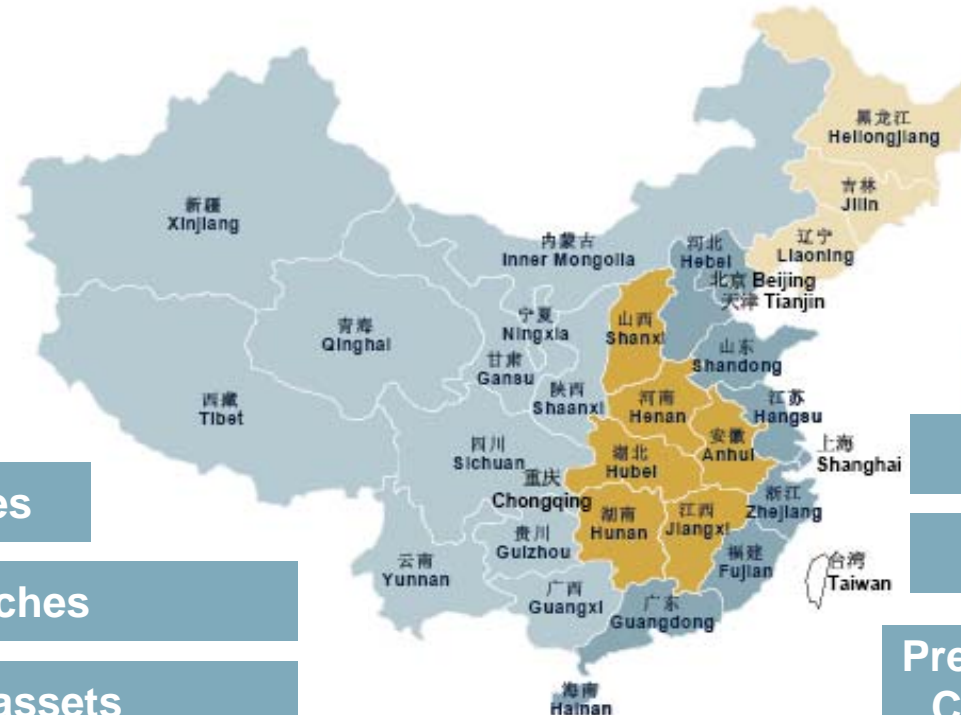 黑龙江
Heilongjiang
吉林
Jilin
辽宁
Liaoning
新疆
Xinjiang
内蒙古
Inner Mongolia
河北
Hebei
北京 Beijing
天津 Tianjin
山西
Shanxi
宁夏
Ningxia
青海
Qinghai
甘肃
Gansu
山东
Shandong
陕西
Shaanxi
河南
Henan
江苏
Hangsu
西藏
Tibet
四川
Sichuan
安徽
Anhui
上海
Shanghai
湖北
Hubei
重庆
Chongqing
浙江
Zhejiang
湖南
Hunan
江西
Jiangxi
贵川
Guizhou
福建
Fujian
云南
Yunnan
台湾
Taiwan
广西
Guangxi
广东
Guangdong
海南
Hainan
es
ches
assets
Pre
C